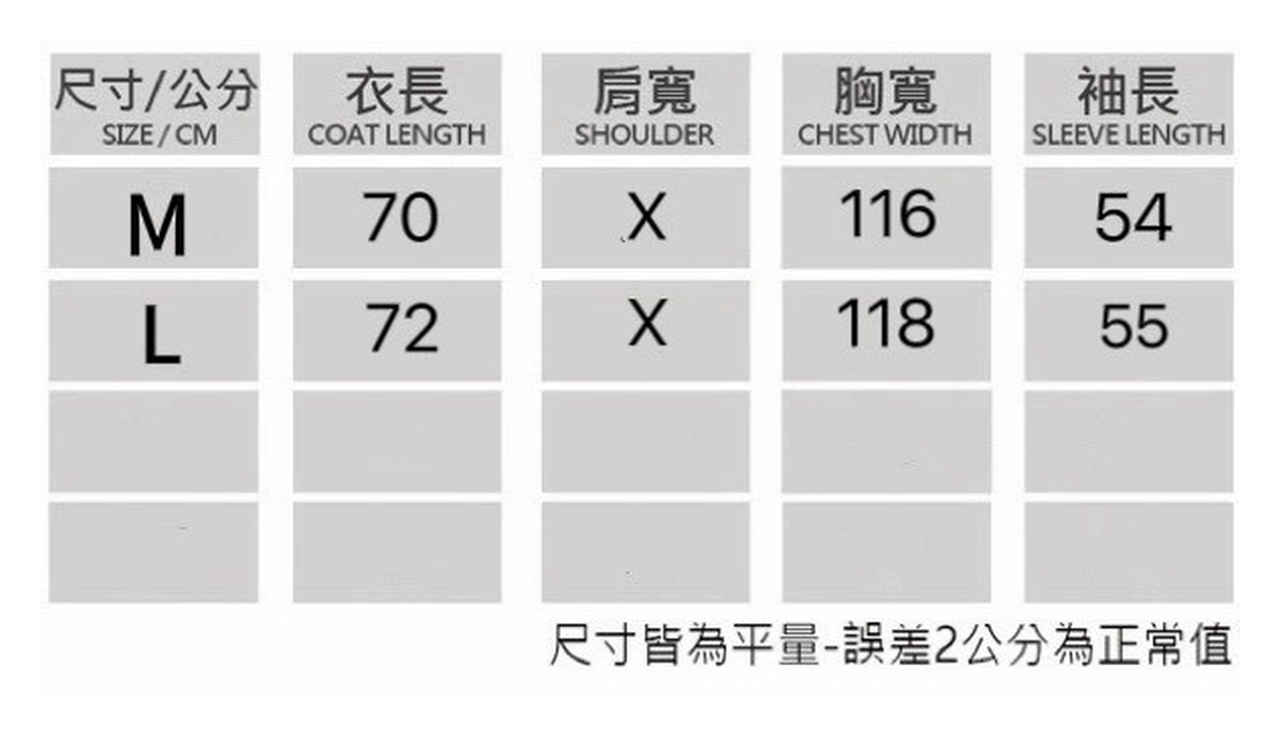 尺寸/公分 衣長 肩寬 胸寬 袖長
SIZE / CM COAT LENGTH SHOULDER CHEST WIDTH SLEEVE LENGTH
M 70 X 116 54
L 72 X 118 55
尺寸皆為平量-誤差2公分為正常值